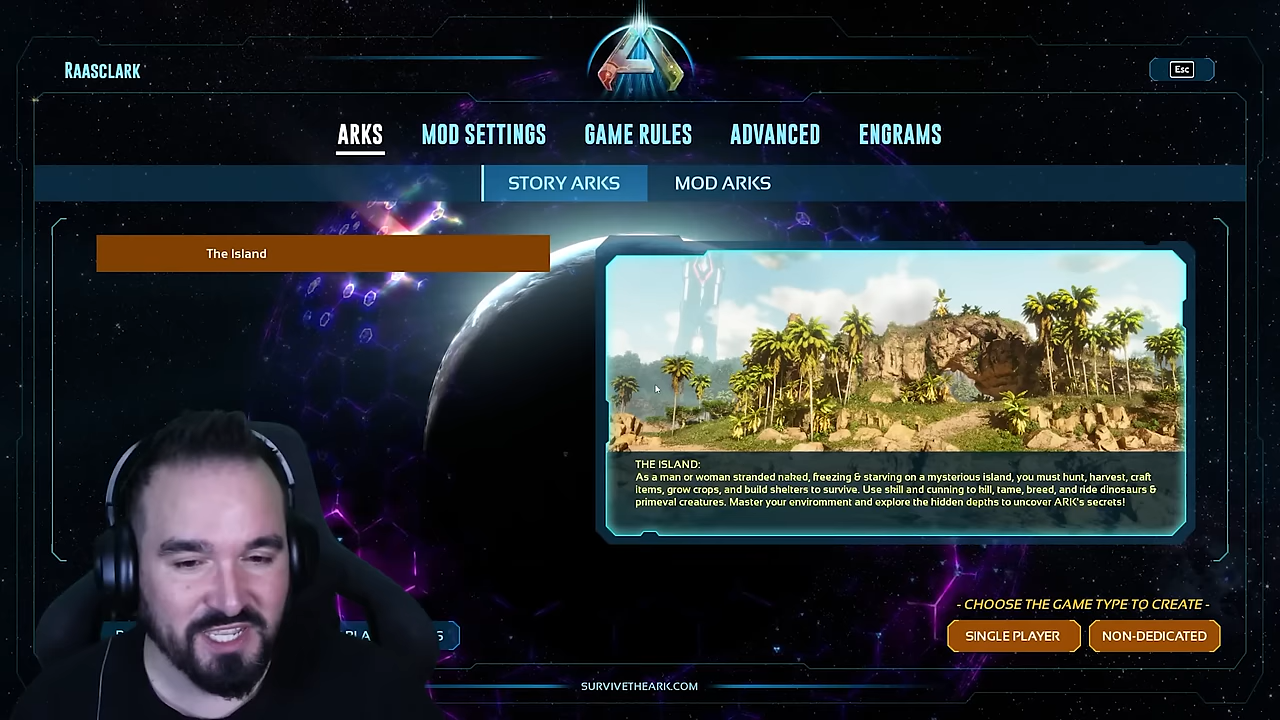 RAASCLARK
Esc
ARKS
MOD SETTINGS
GAME RULES
ADVANCED
ENGRAMS
STORY ARKS
MOD ARKS
The Island
THE ISLAND:
As a man or woman stranded naked, freezing & starving on a mysterious island, you must hunt, harvest, craft
items, grow crops, and build shelters to survive. Use skill and cunning to kill, tame, breed, and ride dinosaurs &
primeval creatures. Master your environment and explore the hidden depths to uncover ARK's secrets!
- CHOOSE THE GAME TYPE TO CREATE -
SINGLE PLAYER
NON-DEDICATED
SURVIVETHEARK.COM